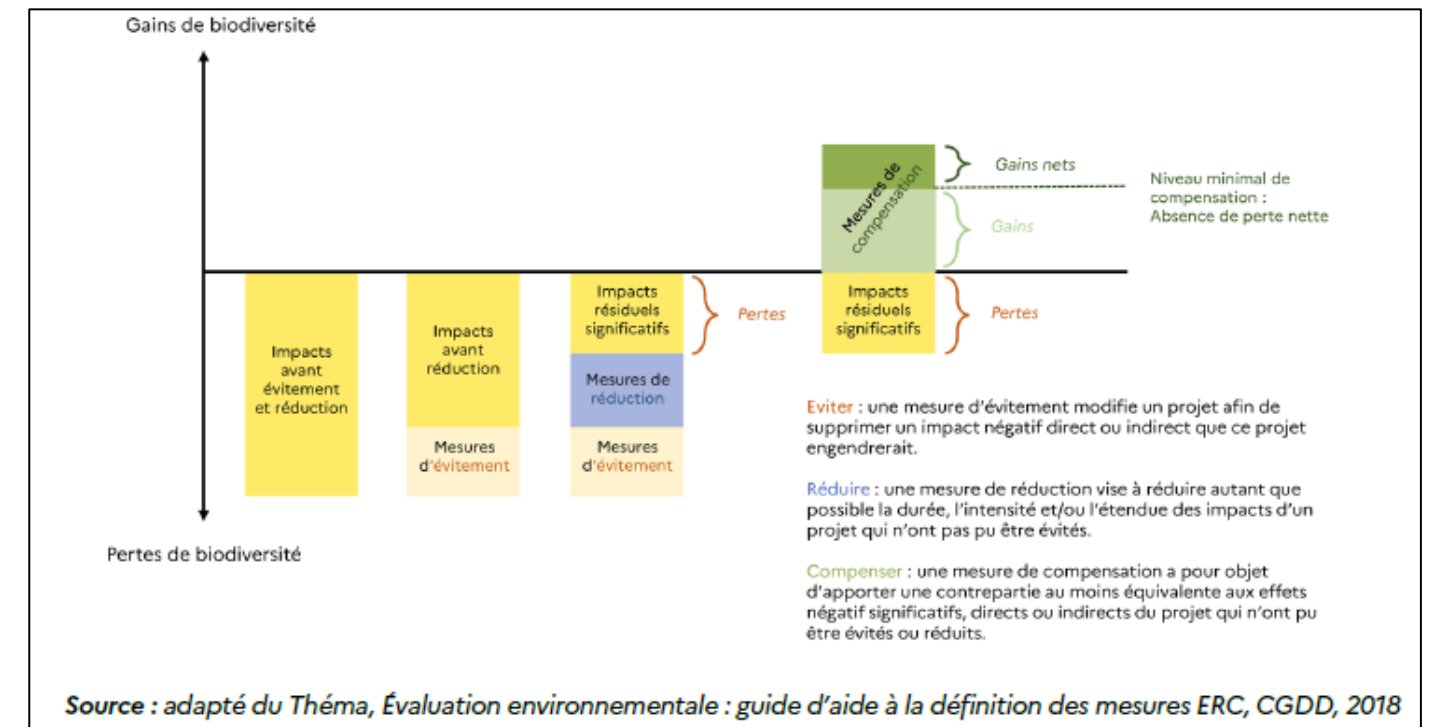 Gains de biodiversité
Mesures de
compensation
Gains nets
Niveau minimal de
compensation :
Absence de perte nette
Gains
Impacts
avant
évitement
et réduction
Impacts
avant
réduction
Mesures
d'évitement
Impacts
résiduels
significatifs
Pertes
Mesures de
réduction
Mesures
d'évitement
Impacts
résiduels
significatifs
Pertes
Pertes de biodiversité
Eviter : une mesure d'évitement modifie un projet afin de
supprimer un impact négatif direct ou indirect que ce projet
engendrerait.
Réduire : une mesure de réduction vise à réduire autant que
possible la durée, l'intensité et/ou l'étendue des impacts d'un
projet qui n'ont pas pu être évités.
Compenser : une mesure de compensation a pour objet
d'apporter une contrepartie au moins équivalente aux effets
négatif significatifs, directs ou indirects du projet qui n'ont pu
être évités ou réduits.
Source : adapté du Théma, Évaluation environnementale : guide d'aide à la définition des mesures ERC, CGDD, 2018